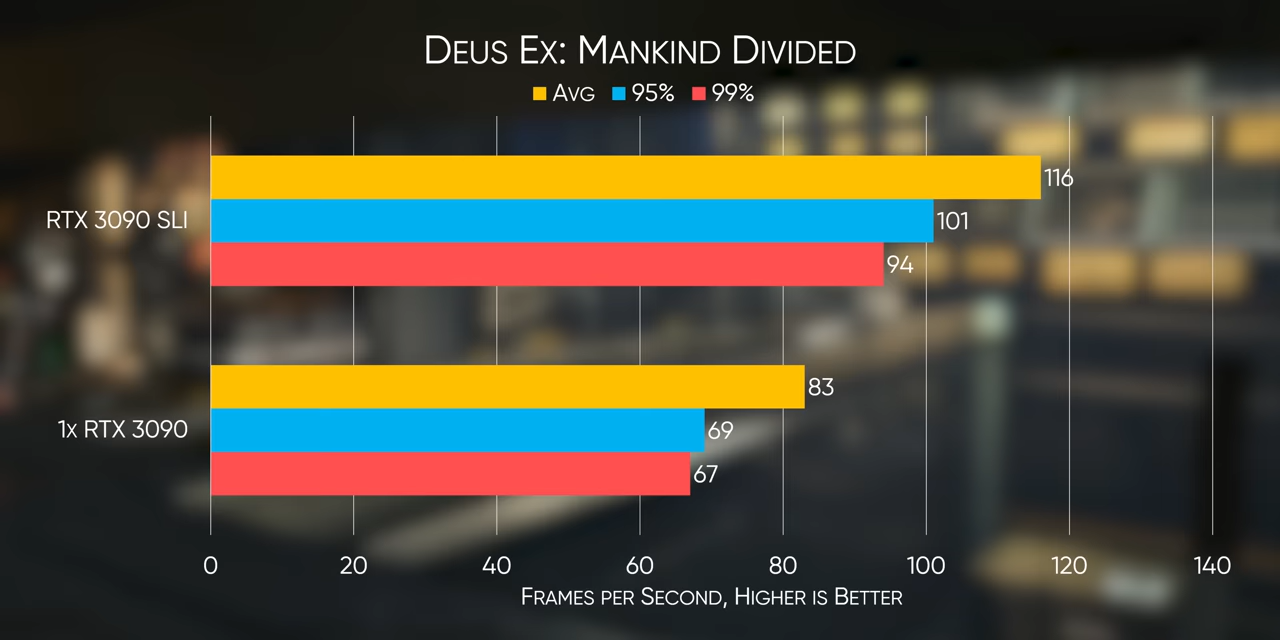 Deus Ex: Mankind Divided
Avg 95% 99%
RTX 3090 SLI
116
101
94
1x RTX 3090
83
69
67
0 20 40 60 80 100 120 140
Frames per Second, Higher is Better